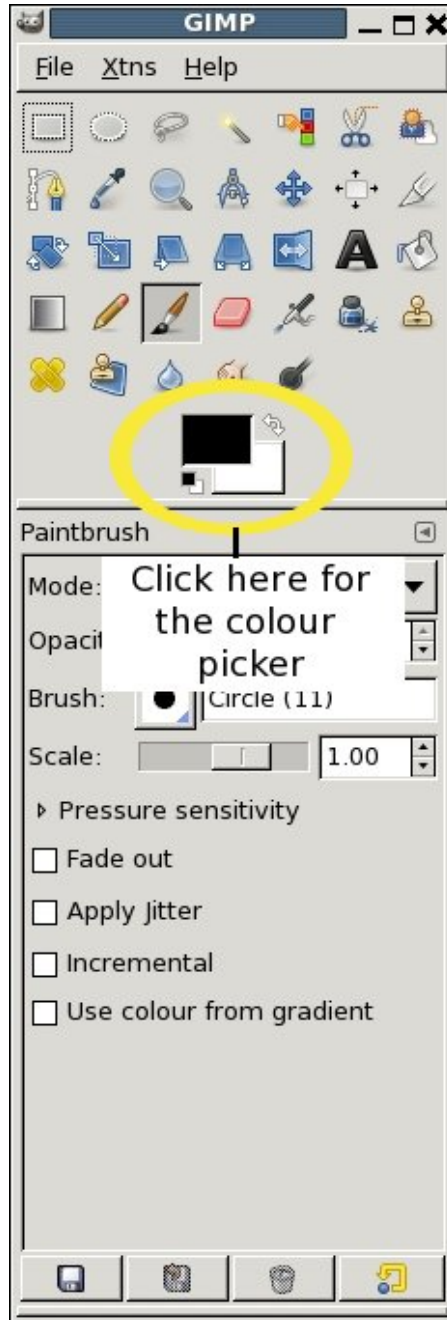 GIMP
File Xtns Help
Paintbrush
Click here for
the colour
picker
Mode:
Opacit
Brush: Circle (11)
Scale: 1.00
Pressure sensitivity
Fade out
Apply Jitter
Incremental
Use colour from gradient